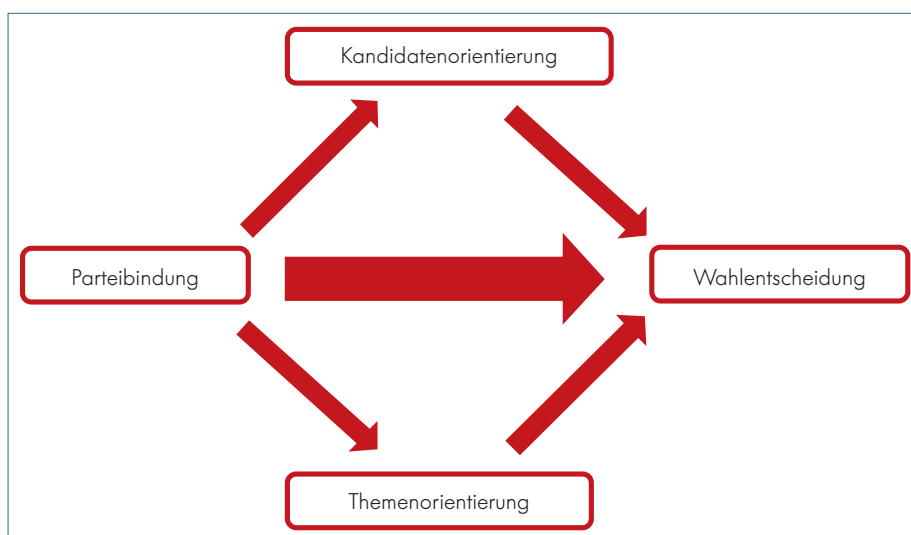 Kandidatenorientierung
Parteibindung
Wahlentscheidung
Themenorientierung